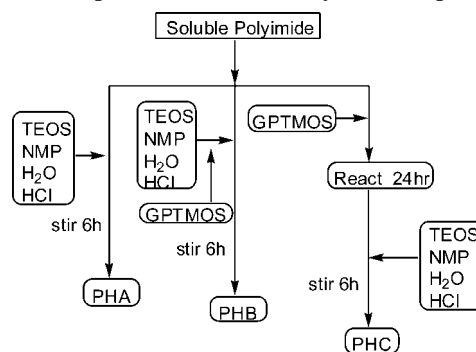 Soluble Polyimide
TEOS
NMP
H2O
HCl
stir 6h
PHA
TEOS
NMP
H2O
HCl
GPTMOS
stir 6h
PHB
GPTMOS
React 24hr
TEOS
NMP
H2O
HCl
stir 6h
PHC